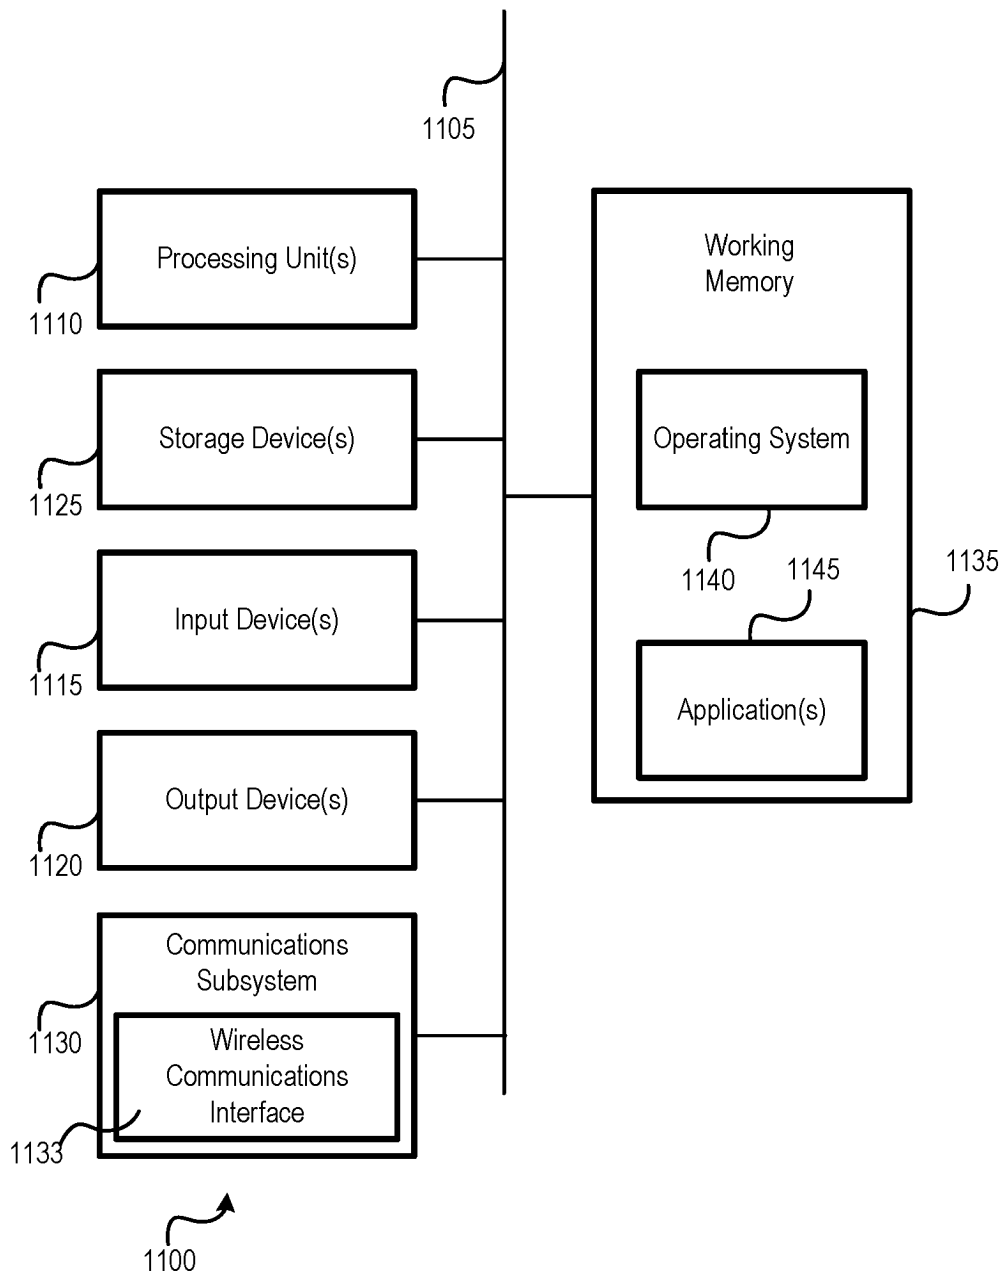 1105
Processing Unit(s)
1110
Storage Device(s)
1125
Input Device(s)
1115
Output Device(s)
1120
Communications
Subsystem
1130
Wireless
Communications
Interface
1133
1100
Working
Memory
Operating System
1140
1145
1135
Application(s)